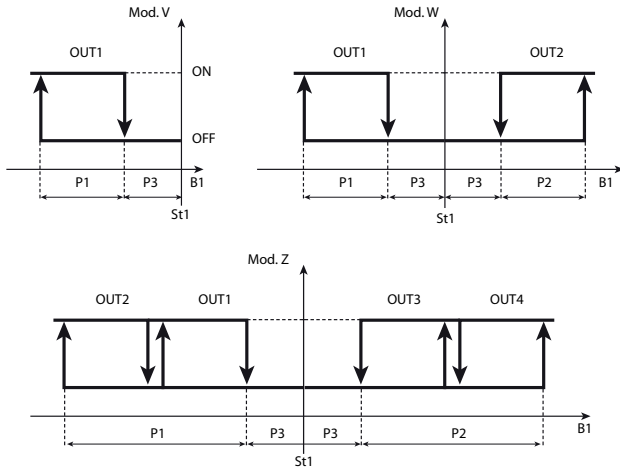 Mod. V
OUT1
ON
OFF
P1 P3 B1
St1
Mod. W
OUT1 OUT2
P1 P3 P3 P2 B1
St1
Mod. Z
OUT2 OUT1 OUT3 OUT4
P1 P3 P3 P2 B1
St1